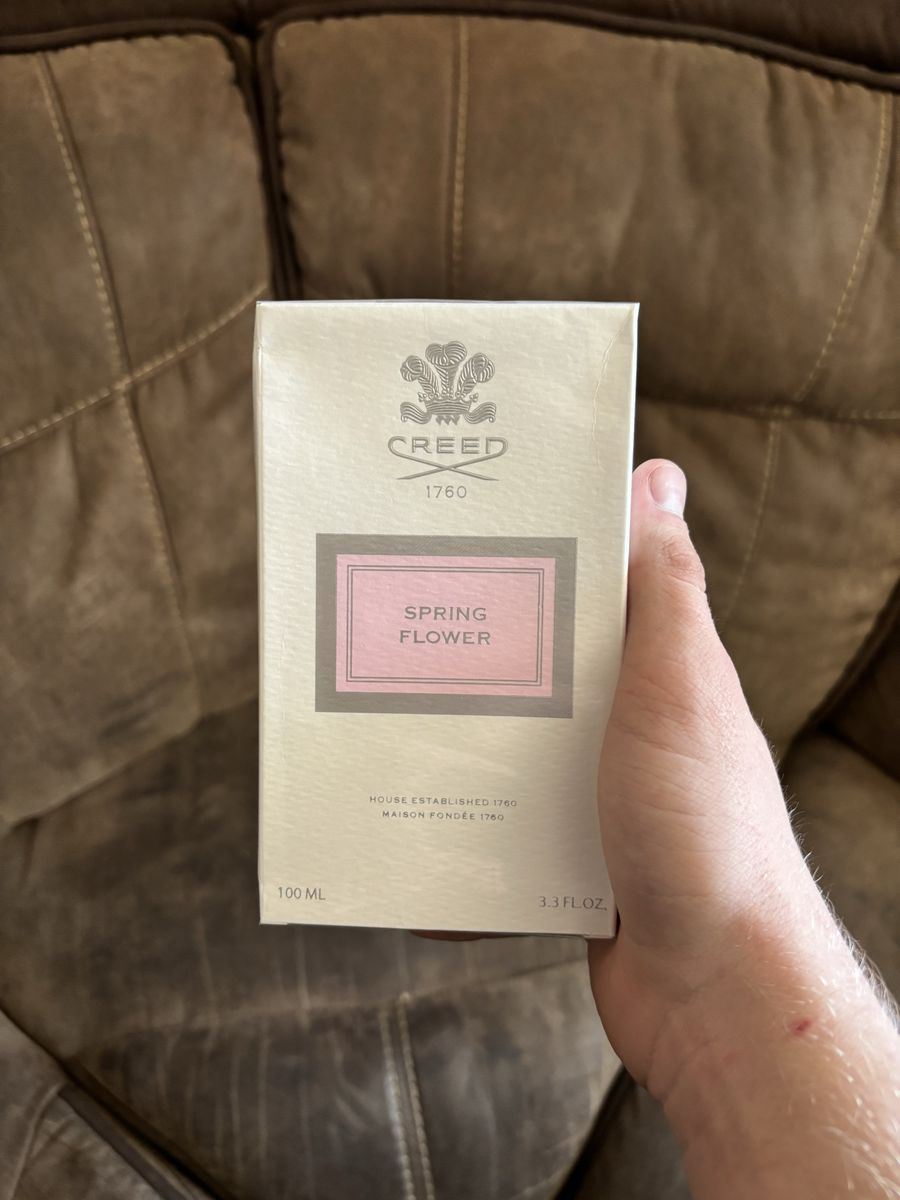 CREED
1760
SPRING
FLOWER
HOUSE ESTABLISHED 1760
MAISON FONDÉE 1760
100 ML
3.3 FL.OZ.